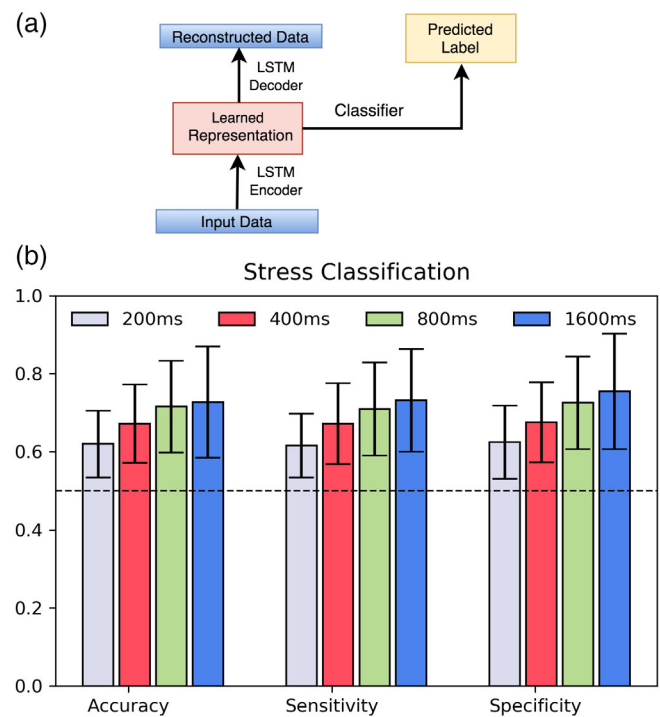 (a)
Reconstructed Data
Predicted
Label
LSTM
Decoder
Learned
Representation
Classifier
LSTM
Encoder
Input Data
(b)
Stress Classification
1.0
200ms 400ms 800ms 1600ms
0.8
0.6
0.4
0.2
0.0
Accuracy Sensitivity Specificity